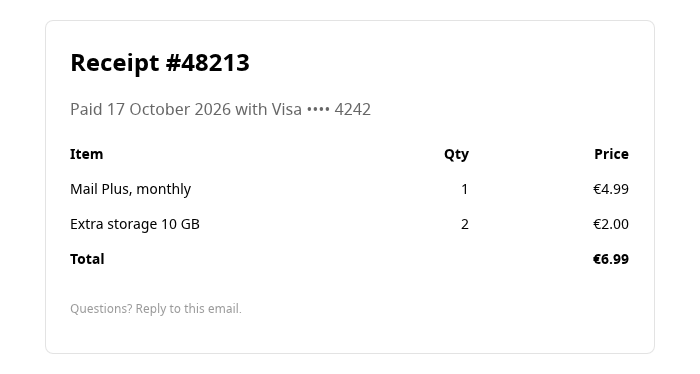 Receipt #48213
Paid 17 October 2026 with Visa •••• 4242
Item Qty Price
Mail Plus, monthly 1 €4.99
Extra storage 10 GB 2 €2.00
Total €6.99
Questions? Reply to this email.